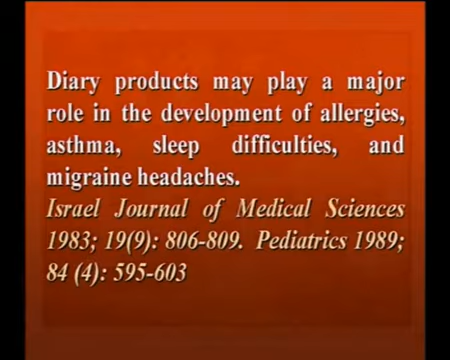 Diary products may play a major
role in the development of allergies,
asthma, sleep difficulties, and
migraine headaches.
Israel Journal of Medical Sciences
1983; 19(9): 806-809. Pediatrics 1989;
84 (4): 595-603